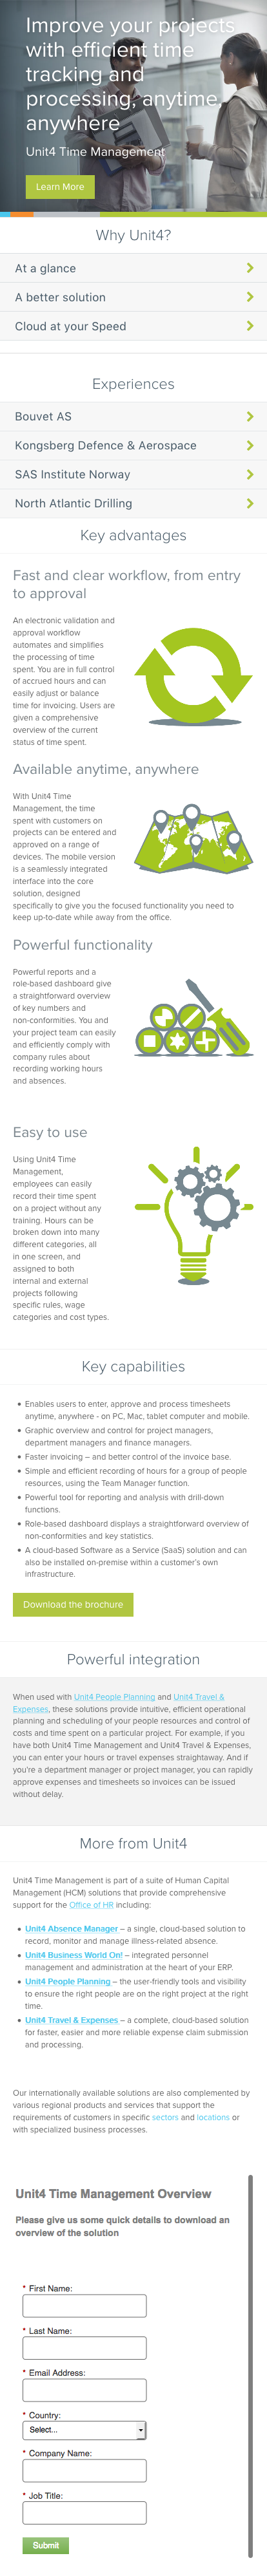 Improve your projects
with efficient time
tracking and
processing, anytime,
anywhere
Unit4 Time Management
Learn More
Why Unit4?
At a glance
A better solution
Cloud at your Speed
Experiences
Bouvet AS
Kongsberg Defence & Aerospace
SAS Institute Norway
North Atlantic Drilling
Key advantages
Fast and clear workflow, from entry
to approval
An electronic validation and
approval workflow
automates and simplifies
the processing of time
spent. You are in full control
of accrued hours and can
easily adjust or balance
time for invoicing. Users are
given a comprehensive
overview of the current
status of time spent.
Available anytime, anywhere
With Unit4 Time
Management, the time
spent with customers on
projects can be entered and
approved on a range of
devices. The mobile version
is a seamlessly integrated
interface into the core
solution, designed
specifically to give you the focused functionality you need to
keep up-to-date while away from the office.
Powerful functionality
Powerful reports and a
role-based dashboard give
a straightforward overview
of key numbers and
non-conformities. You and
your project team can easily
and efficiently comply with
company rules about
recording working hours
and absences.
Easy to use
Using Unit4 Time
Management,
employees can easily
record their time spent
on a project without any
training. Hours can be
broken down into many
different categories, all
in one screen, and
assigned to both
internal and external
projects following
specific rules, wage
categories and cost types.
Key capabilities
• Enables users to enter, approve and process timesheets
anytime, anywhere - on PC, Mac, tablet computer and mobile.
• Graphic overview and control for project managers,
department managers and finance managers.
• Faster invoicing – and better control of the invoice base.
• Simple and efficient recording of hours for a group of people
resources, using the Team Manager function.
• Powerful tool for reporting and analysis with drill-down
functions.
• Role-based dashboard displays a straightforward overview of
non-conformities and key statistics.
• A cloud-based Software as a Service (SaaS) solution and can
also be installed on-premise within a customer's own
infrastructure.
Download the brochure
Powerful integration
When used with Unit4 People Planning and Unit4 Travel &
Expenses, these solutions provide intuitive, efficient operational
planning and scheduling of your people resources and control of
costs and time spent on a particular project. For example, if you
have both Unit4 Time Management and Unit4 Travel & Expenses,
you can enter your hours or travel expenses straightaway. And if
you're a department manager or project manager, you can rapidly
approve expenses and timesheets so invoices can be issued
without delay.
More from Unit4
Unit4 Time Management is part of a suite of Human Capital
Management (HCM) solutions that provide comprehensive
support for the Office of HR including:
• Unit4 Absence Manager – a single, cloud-based solution to
record, monitor and manage illness-related absence.
• Unit4 Business World On! – integrated personnel
management and administration at the heart of your ERP.
• Unit4 People Planning – the user-friendly tools and visibility
to ensure the right people are on the right project at the right
time.
• Unit4 Travel & Expenses – a complete, cloud-based solution
for faster, easier and more reliable expense claim submission
and processing.
Our internationally available solutions are also complemented by
various regional products and services that support the
requirements of customers in specific sectors and locations or
with specialized business processes.
Unit4 Time Management Overview
Please give us some quick details to download an
overview of the solution
* First Name:
* Last Name:
* Email Address:
* Country:
Select...
* Company Name:
* Job Title:
Submit